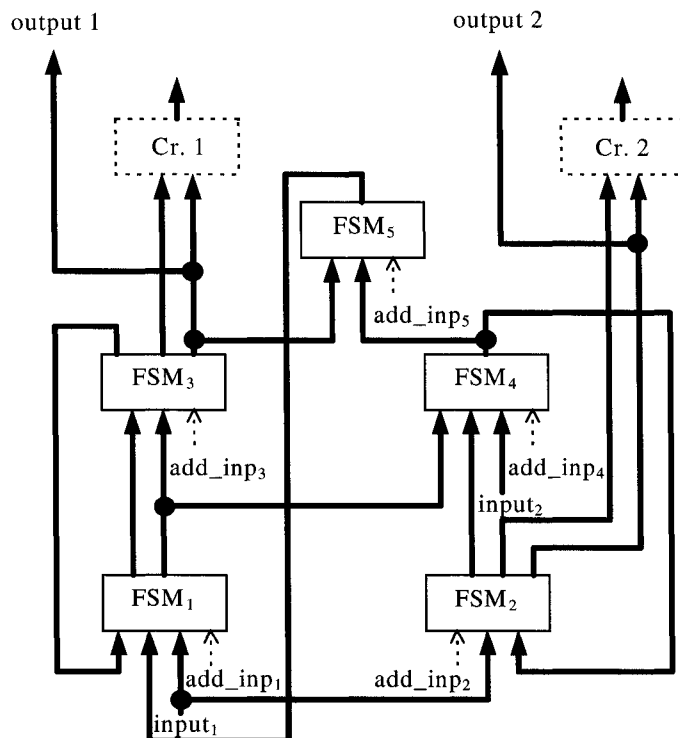 output 1
output 2
Cr. 1
Cr. 2
FSM₅
add_inp₅
FSM₃
FSM₄
add_inp₃
add_inp₄
input₂
FSM₁
FSM₂
add_inp₁
add_inp₂
input₁